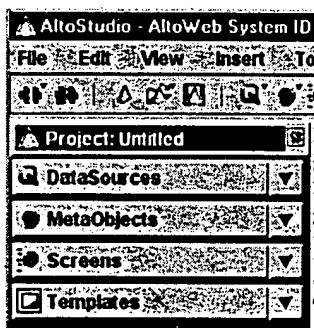 AltoStudio - AltoWeb System ID
File Edit View Insert To
Project: Untitled
DataSources
MetaObjects
Screens
Templates